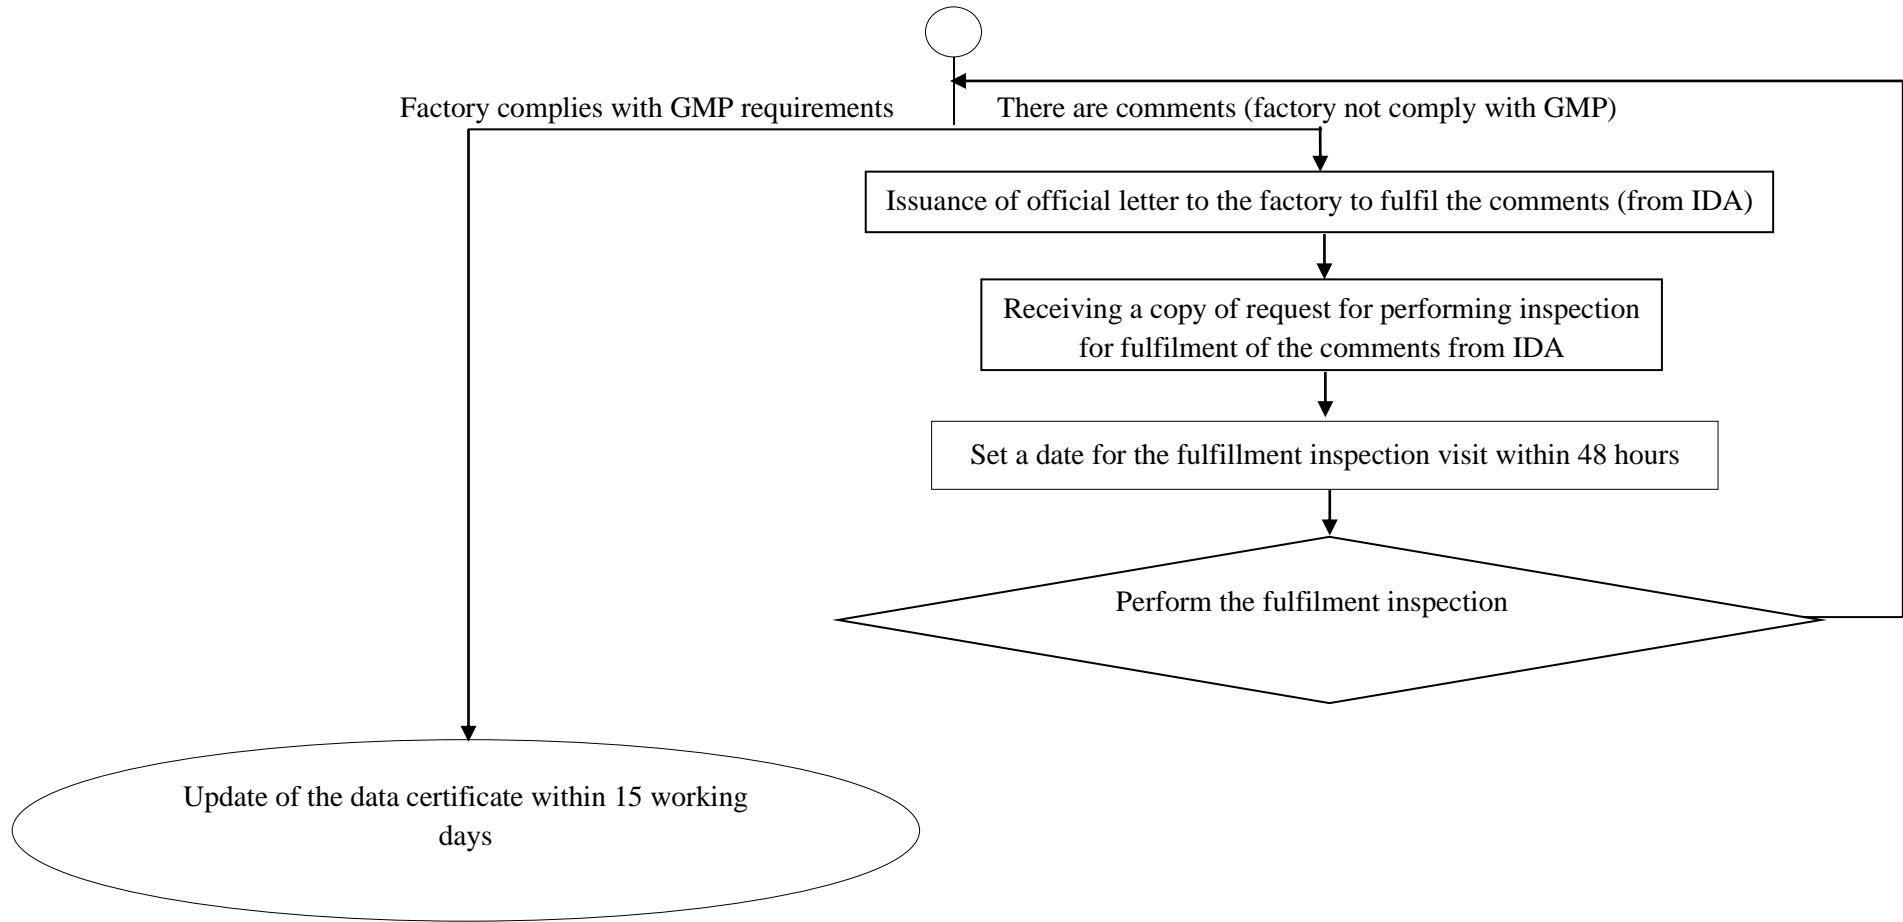 Factory complies with GMP requirements
There are comments (factory not comply with GMP)
Issuance of official letter to the factory to fulfil the comments (from IDA)
Receiving a copy of request for performing inspection
for fulfilment of the comments from IDA
Set a date for the fulfillment inspection visit within 48 hours
Perform the fulfilment inspection
Update of the data certificate within 15 working
days